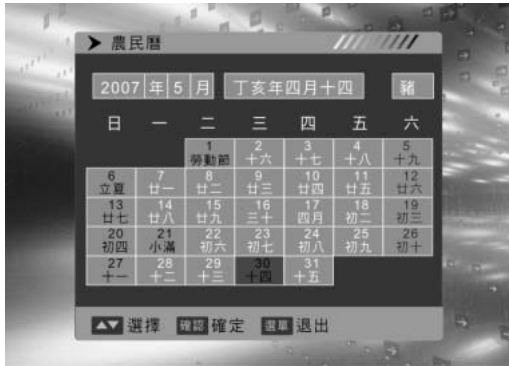 農民曆
2007 年 5 月 丁亥年四月十四 豬
日 一 二 三 四 五 六
1 2 3 4 5
勞動節 十六 十七 十八 十九
6 7 8 9 10 11 12
立夏 廿一 廿二 廿三 廿四 廿五 廿六
13 14 15 16 17 18 19
廿七 廿八 廿九 三十 四月 初二 初三
20 21 22 23 24 25 26
初四 小滿 初六 初七 初八 初九 初十
27 28 29 30 31
十一 十二 十三 十四 十五
▲▼ 選擇 確認 確定 選單 退出